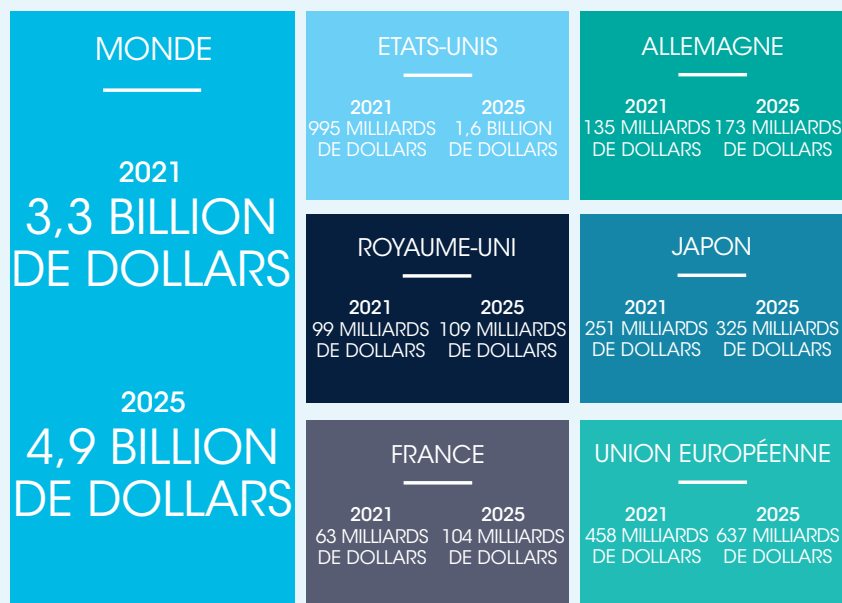 MONDE
2021
3,3 BILLION
DE DOLLARS
2025
4,9 BILLION
DE DOLLARS
ETATS-UNIS
2021
995 MILLIARDS
DE DOLLARS
2025
1,6 BILLION
DE DOLLARS
ALLEMAGNE
2021
135 MILLIARDS
DE DOLLARS
2025
173 MILLIARDS
DE DOLLARS
ROYAUME-UNI
2021
99 MILLIARDS
DE DOLLARS
2025
109 MILLIARDS
DE DOLLARS
JAPON
2021
251 MILLIARDS
DE DOLLARS
2025
325 MILLIARDS
DE DOLLARS
FRANCE
2021
63 MILLIARDS
DE DOLLARS
2025
104 MILLIARDS
DE DOLLARS
UNION EUROPÉENNE
2021
458 MILLIARDS
DE DOLLARS
2025
637 MILLIARDS
DE DOLLARS